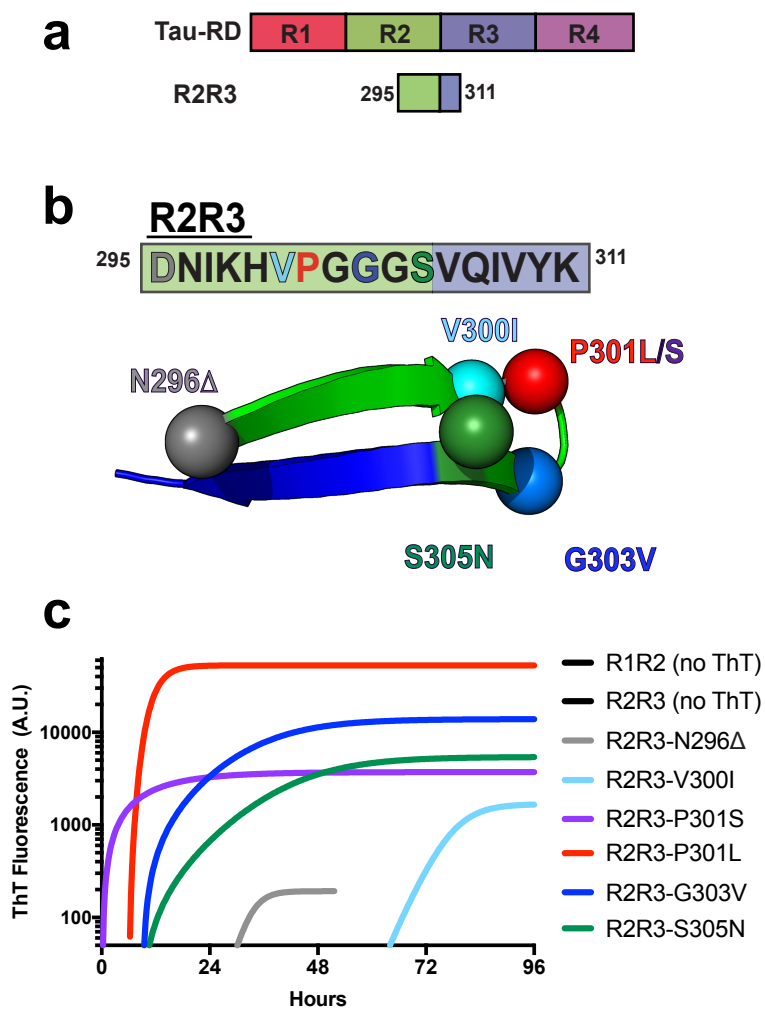 a
Tau-RD R1 R2 R3 R4
R2R3 295 311
b
R2R3
295 DNIKHVPGGGSVQIVYK 311
V300I
P301L/S
N296Δ
S305N G303V
c
ThT Fluorescence (A.U.)
10000
1000
100
0 24 48 72 96
Hours
R1R2 (no ThT)
R2R3 (no ThT)
R2R3-N296Δ
R2R3-V300I
R2R3-P301S
R2R3-P301L
R2R3-G303V
R2R3-S305N